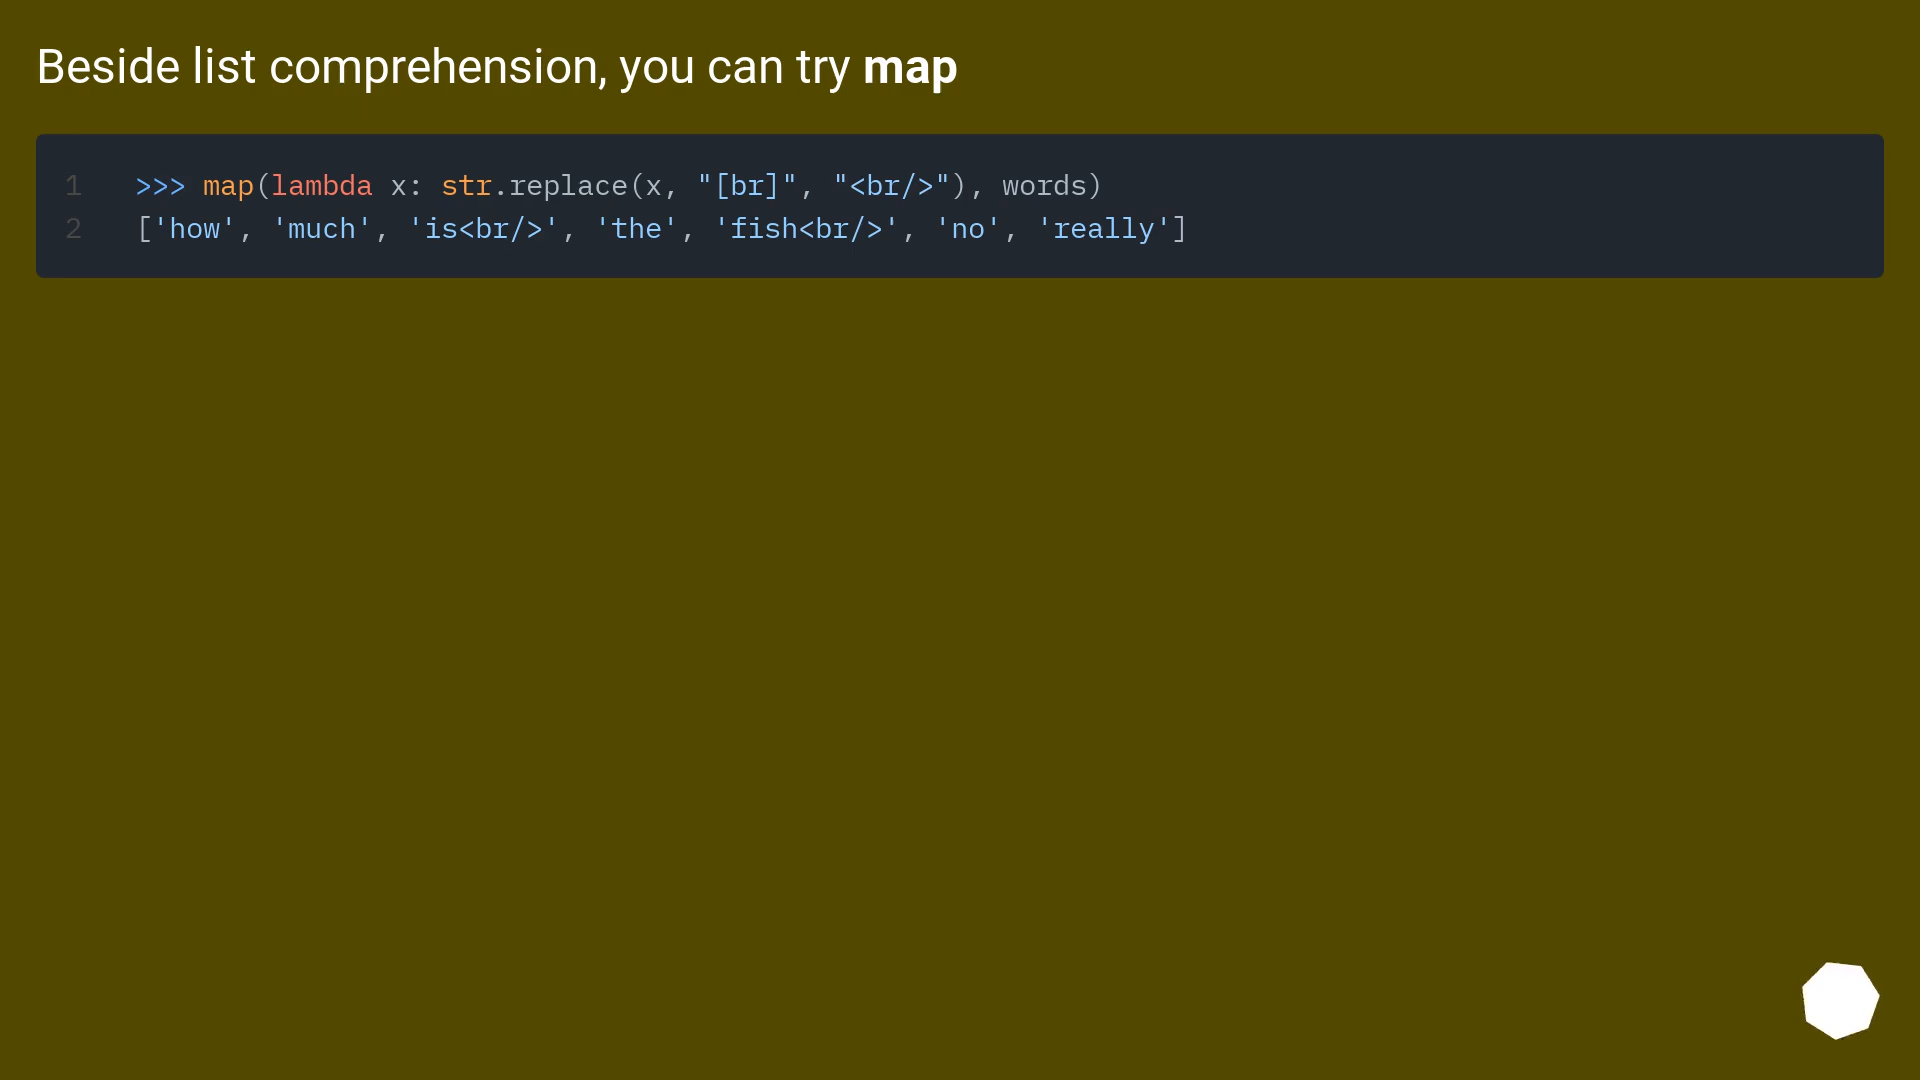 Beside list comprehension, you can try map
1 >>> map(lambda x: str.replace(x, "[br]", "<br/>"), words)
2 ['how', 'much', 'is<br/>', 'the', 'fish<br/>', 'no', 'really']